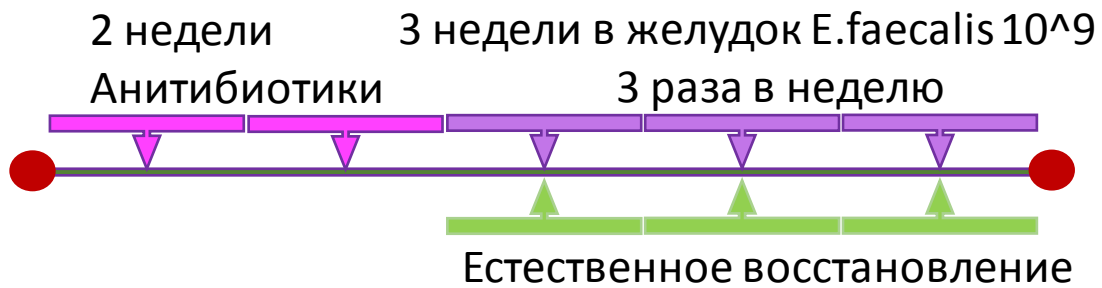 2 недели
3 недели в желудок E.faecalis 10^9
Анитибиотики
3 раза в неделю
Естественное восстановление